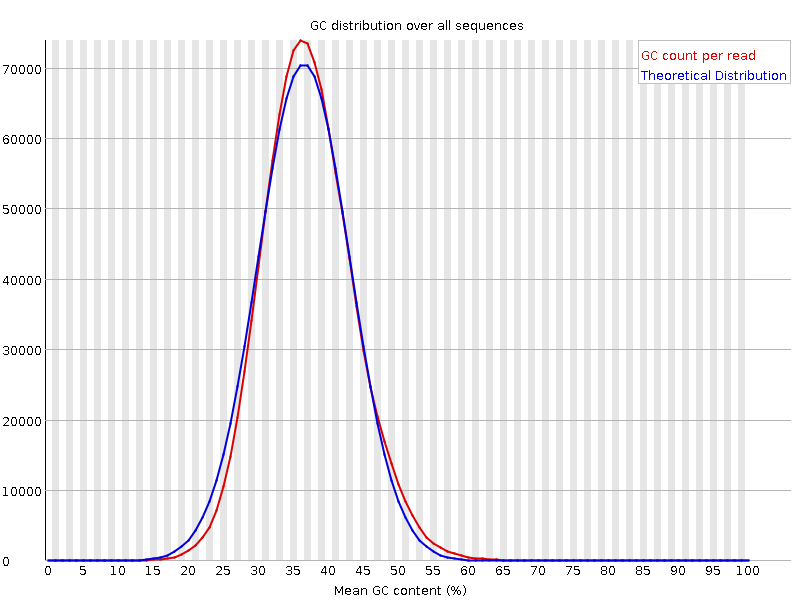 GC distribution over all sequences
GC count per read
Theoretical Distribution
70000
60000
50000
40000
30000
20000
10000
0
0 5 10 15 20 25 30 35 40 45 50 55 60 65 70 75 80 85 90 95 100
Mean GC content (%)